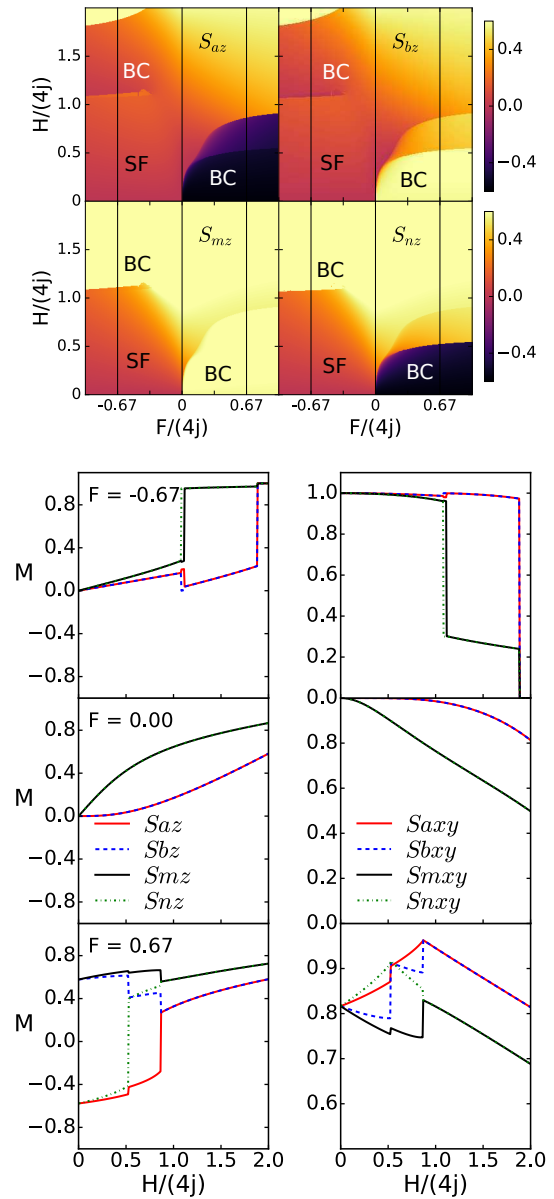 S_az S_bz
BC BC
SF BC SF BC
H/(4j)
1.5
1.0
0.5
0
0.4
0.0
−0.4
S_mz S_nz
BC BC
SF BC SF BC
H/(4j)
1.5
1.0
0.5
0
0.4
0.0
−0.4
-0.67 0 0.67 -0.67 0 0.67
F/(4j) F/(4j)
F = -0.67
M
0.8
0.4
0.0
−0.4
−0.8
1.0
0.8
0.6
0.4
0.2
0.0
F = 0.00
M
0.8
0.4
0.0
−0.4
−0.8
Saz
Sbz
Smz
Snz
0.8
0.6
0.4
0.2
0.0
Saxy
Sbxy
Smxy
Snxy
F = 0.67
M
0.8
0.4
0.0
−0.4
−0.8
0.9
0.8
0.7
0.6
0 0.5 1.0 1.5 2.0
H/(4j)
0 0.5 1.0 1.5 2.0
H/(4j)